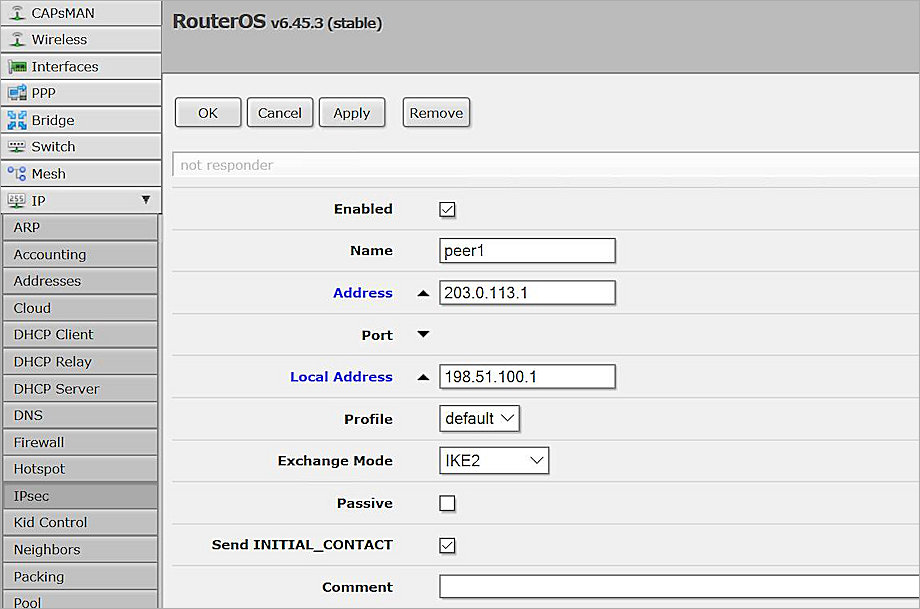 CAPsMAN
Wireless
Interfaces
PPP
Bridge
Switch
Mesh
255 IP
ARP
Accounting
Addresses
Cloud
DHCP Client
DHCP Relay
DHCP Server
DNS
Firewall
Hotspot
IPsec
Kid Control
Neighbors
Packing
Pool
RouterOS v6.45.3 (stable)
OK Cancel Apply Remove
not responder
Enabled
Name peer1
Address 203.0.113.1
Port
Local Address 198.51.100.1
Profile default
Exchange Mode IKE2
Passive
Send INITIAL_CONTACT
Comment